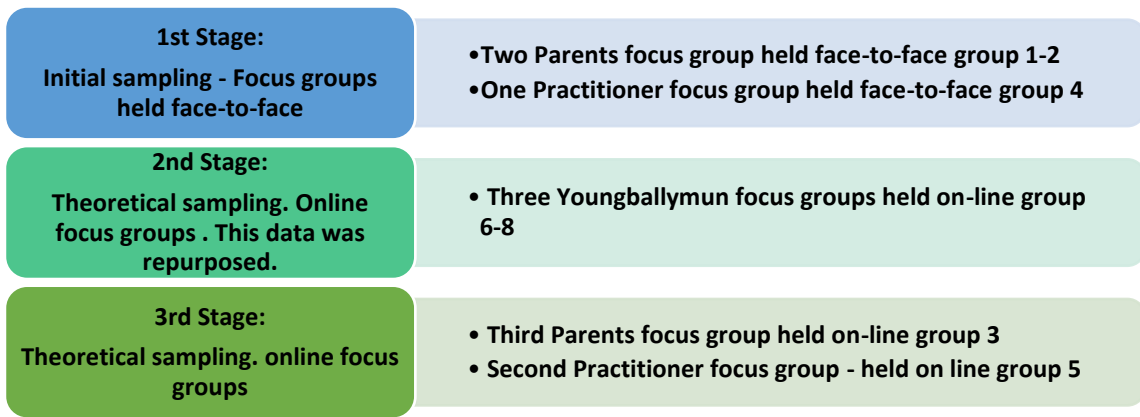 1st Stage:
Initial sampling - Focus groups
held face-to-face
•Two Parents focus group held face-to-face group 1-2
•One Practitioner focus group held face-to-face group 4
2nd Stage:
Theoretical sampling. Online
focus groups . This data was
repurposed.
• Three Youngballymun focus groups held on-line group
6-8
3rd Stage:
Theoretical sampling. online focus
groups
• Third Parents focus group held on-line group 3
• Second Practitioner focus group - held on line group 5